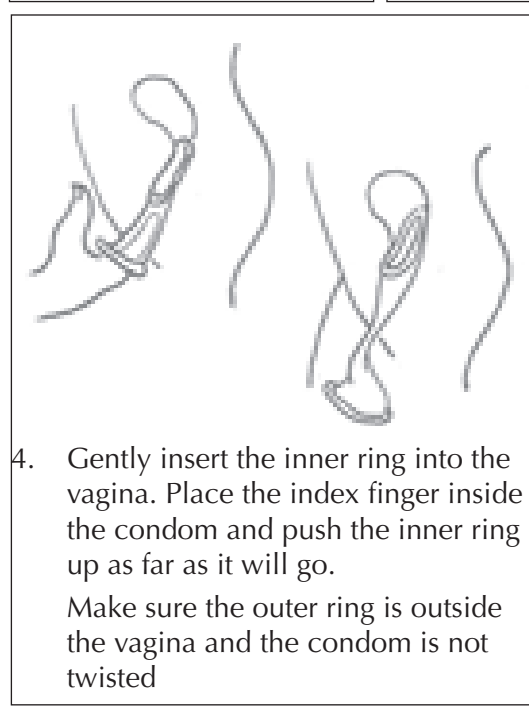 4. Gently insert the inner ring into the
vagina. Place the index finger inside
the condom and push the inner ring
up as far as it will go.
Make sure the outer ring is outside
the vagina and the condom is not
twisted